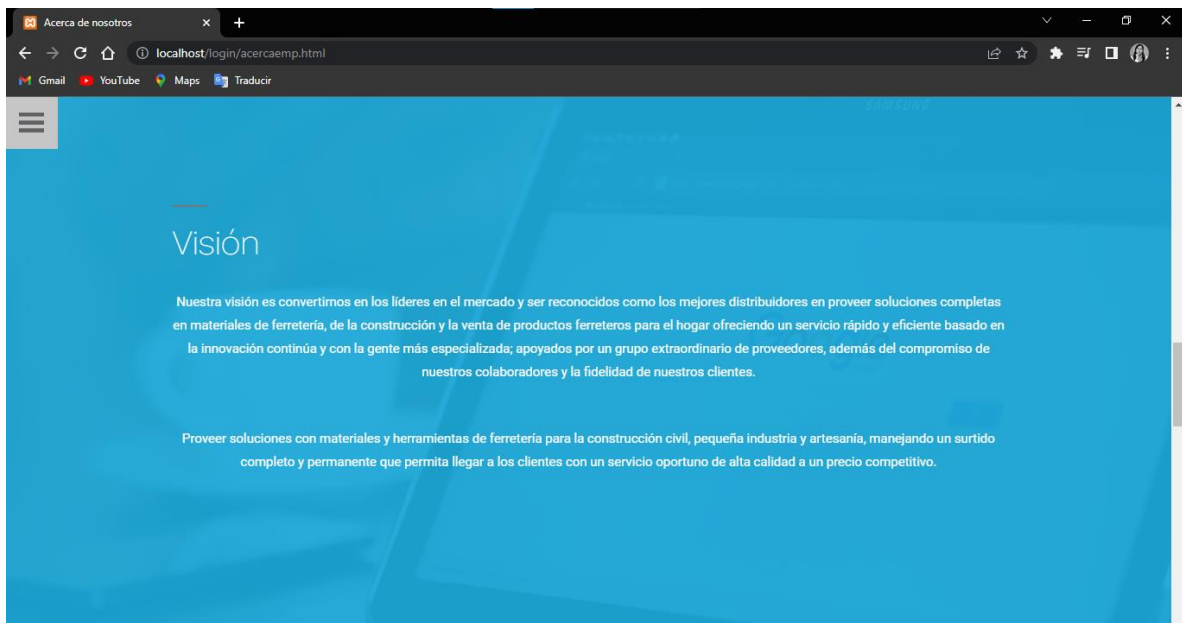 Acerca de nosotros
localhost/login/acercaemp.html
Gmail YouTube Maps Traducir
SAMSUNG
Visión
Nuestra visión es convertirnos en los líderes en el mercado y ser reconocidos como los mejores distribuidores en proveer soluciones completas
en materiales de ferretería, de la construcción y la venta de productos ferreteros para el hogar ofreciendo un servicio rápido y eficiente basado en
la innovación continúa y con la gente más especializada; apoyados por un grupo extraordinario de proveedores, además del compromiso de
nuestros colaboradores y la fidelidad de nuestros clientes.
Proveer soluciones con materiales y herramientas de ferretería para la construcción civil, pequeña industria y artesanía, manejando un surtido
completo y permanente que permita llegar a los clientes con un servicio oportuno de alta calidad a un precio competitivo.